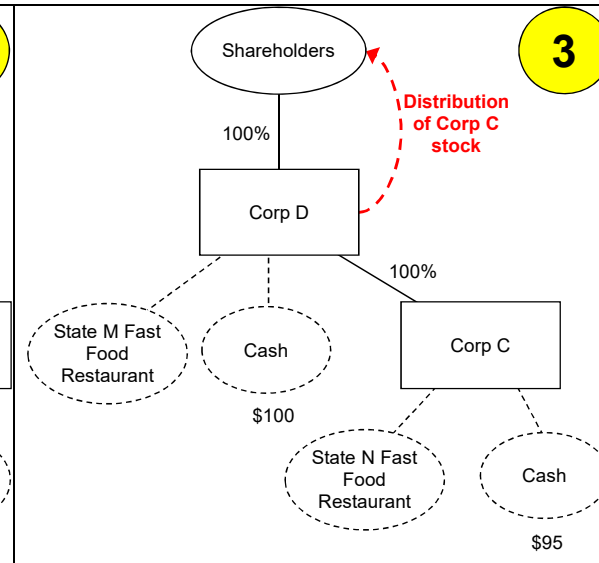 Shareholders
3
Distribution
of Corp C
stock
100%
Corp D
100%
State M Fast
Food
Restaurant
Cash
Corp C
$100
State N Fast
Food
Restaurant
Cash
$95